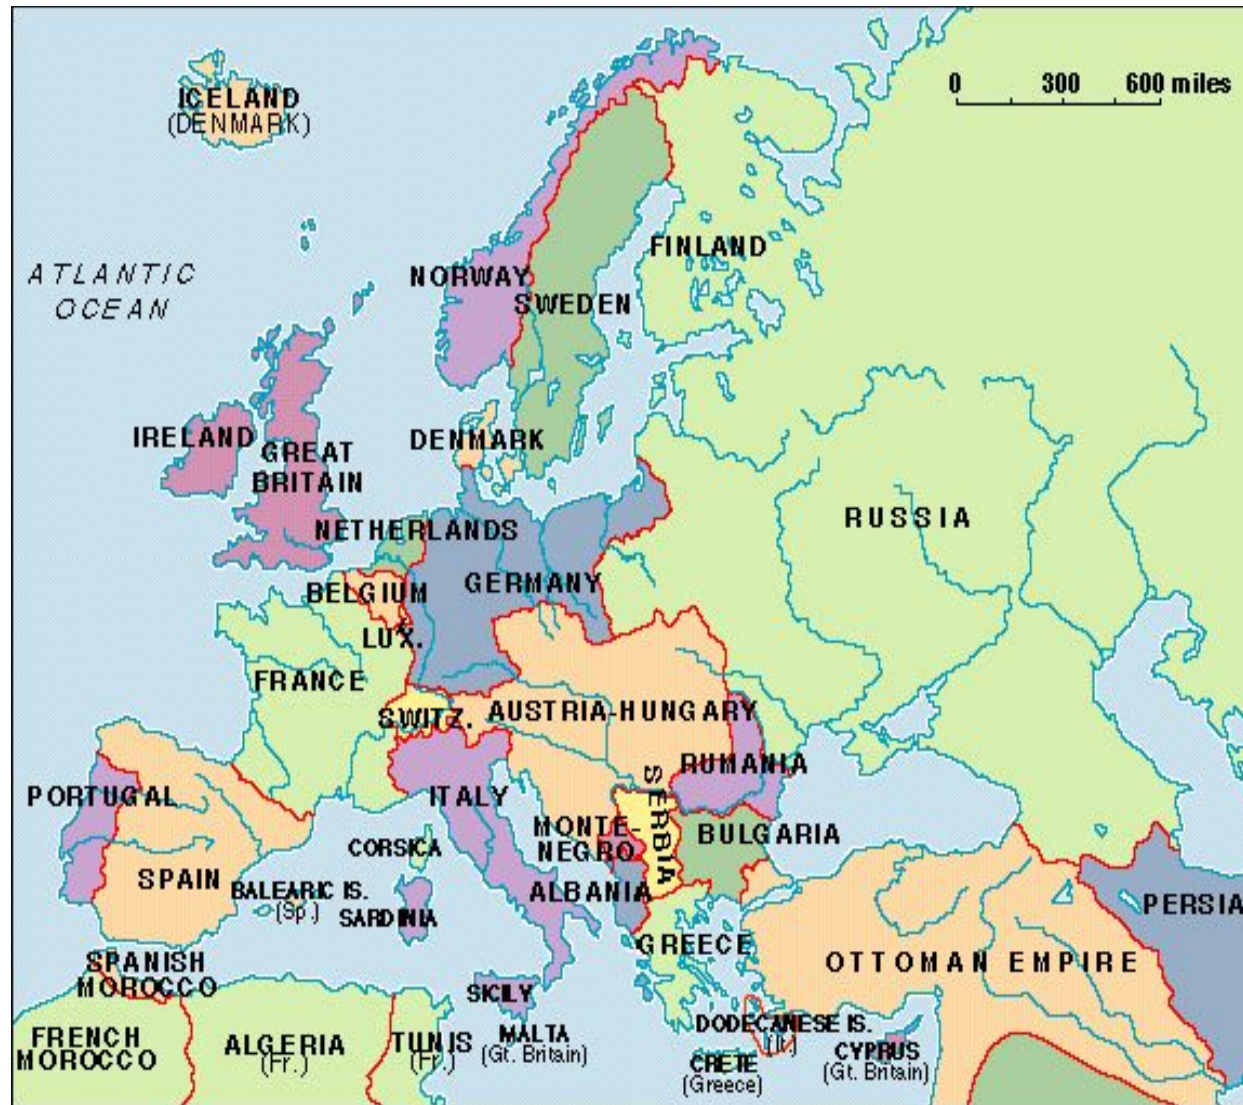 0 300 600 miles
ICELAND
(DENMARK)
ATLANTIC
OCEAN
NORWAY
SWEDEN
FINLAND
IRELAND
GREAT
BRITAIN
DENMARK
NETHERLANDS
RUSSIA
BELGIUM
GERMANY
LUX.
FRANCE
SWITZ.
AUSTRIA-HUNGARY
RUMANIA
PORTUGAL
ITALY
SERBIA
MONTE-
NEGRO
BULGARIA
CORSICA
SPAIN
BALEARIC IS.
(Sp.)
SARDINIA
ALBANIA
PERSIA
GREECE
OTTOMAN EMPIRE
SPANISH
MOROCCO
SICILY
FRENCH
MOROCCO
ALGERIA
(Fr.)
TUNIS
(Fr.)
MALTA
(Gt. Britain)
DODECANESE IS.
(It.)
CRETE
(Greece)
CYPRUS
(Gt. Britain)